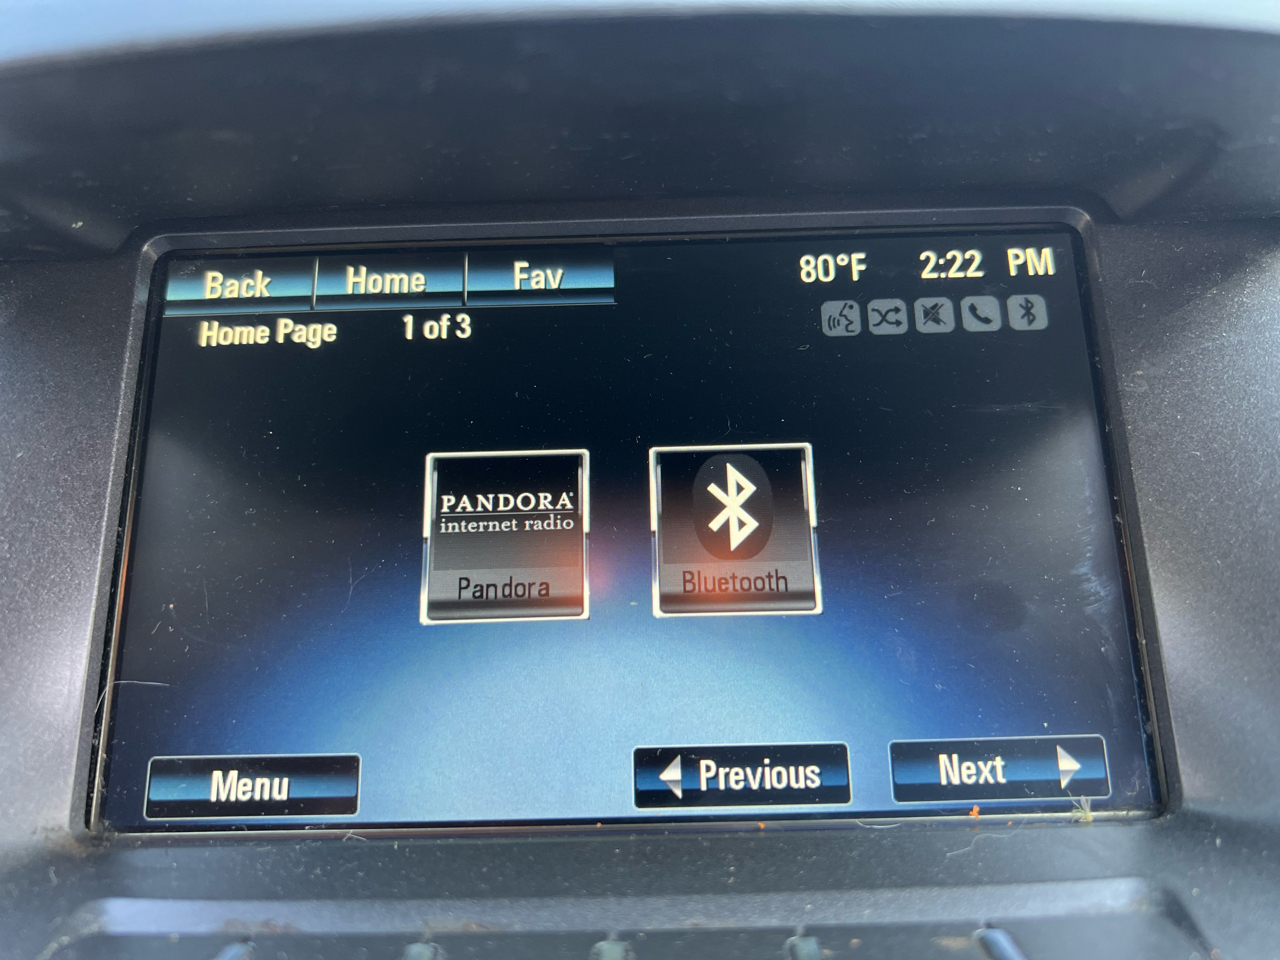 Back Home Fav 80°F 2:22 PM
Home Page 1 of 3
PANDORA®
internet radio
Pandora
Bluetooth
Menu Previous Next